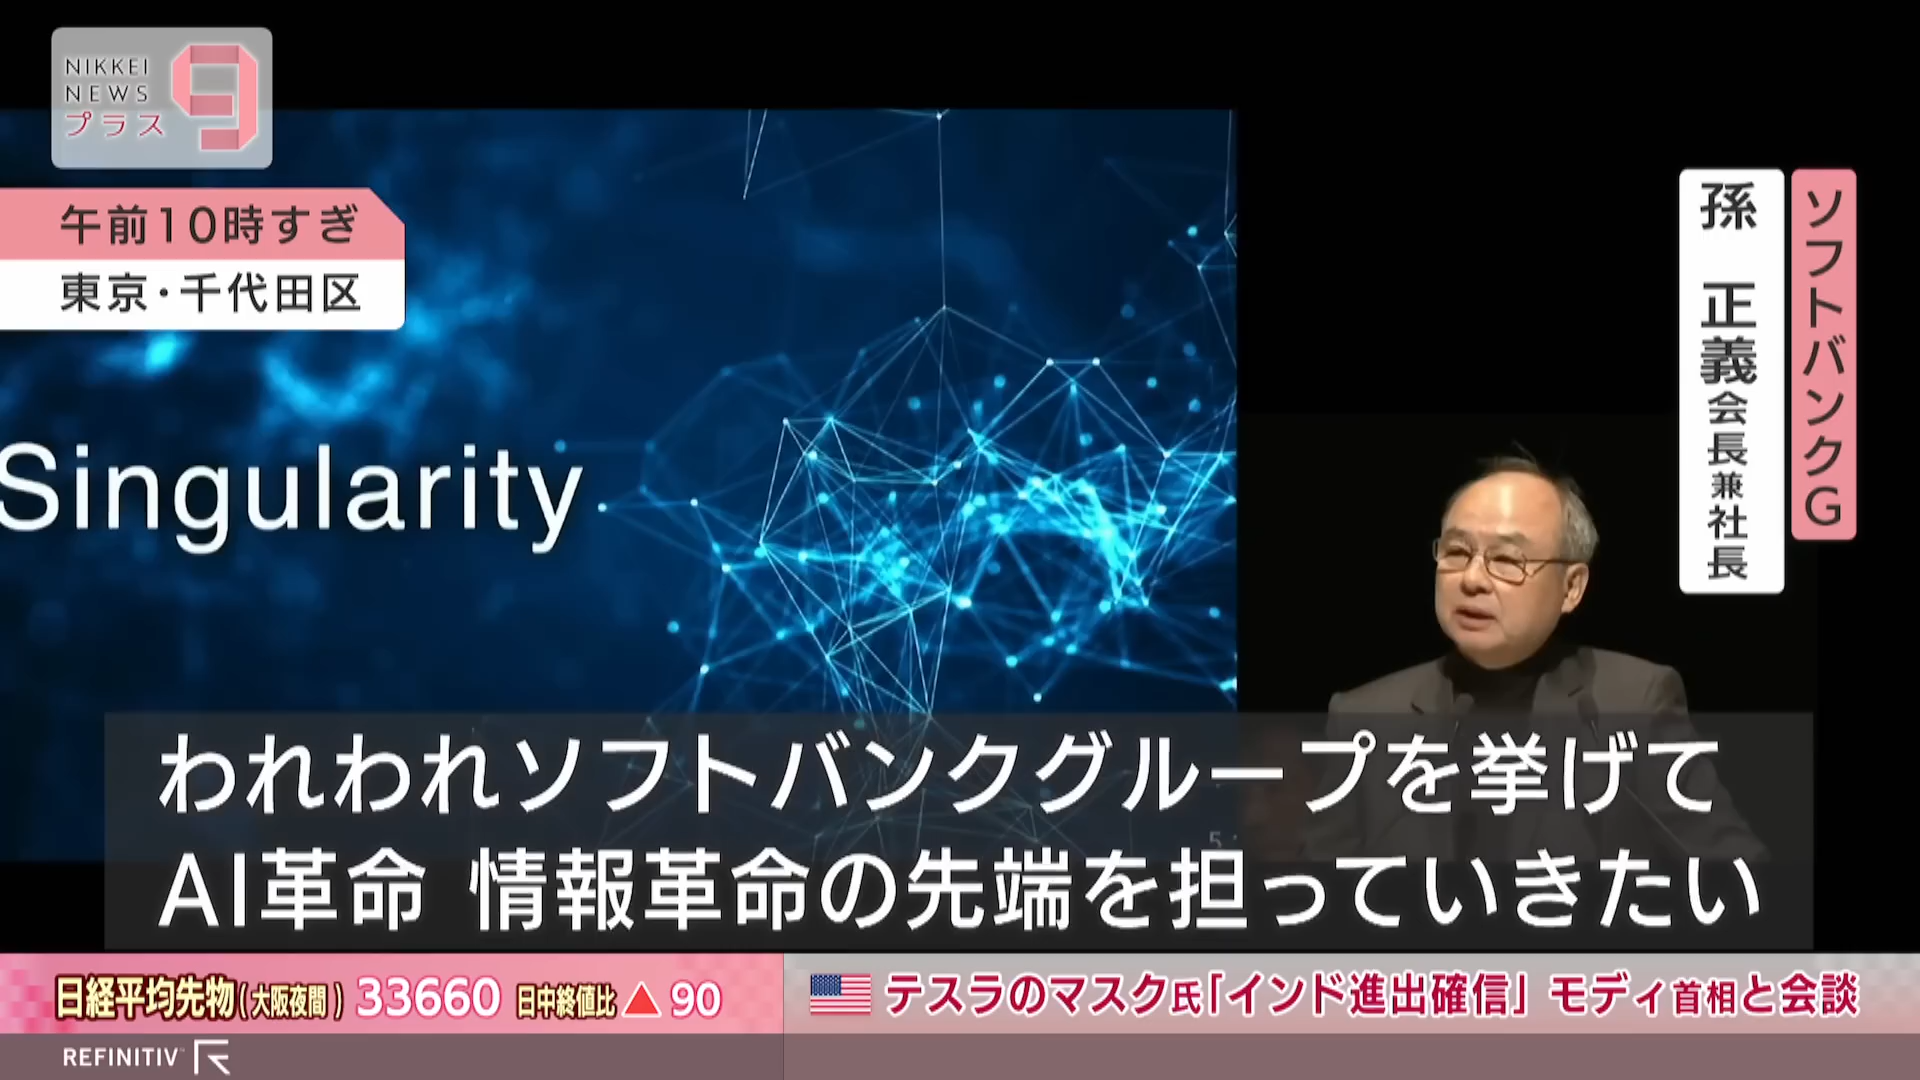 NIKKEI
NEWS
プラス
9
午前10時すぎ
東京・千代田区
ソフトバンクG
孫 正義会長兼社長
Singularity
われわれソフトバンクグループを挙げて
AI革命 情報革命の先端を担っていきたい
日経平均先物(大阪夜間) 33660 日中終値比▲90
テスラのマスク氏「インド進出確信」 モディ首相と会談
REFINITIV